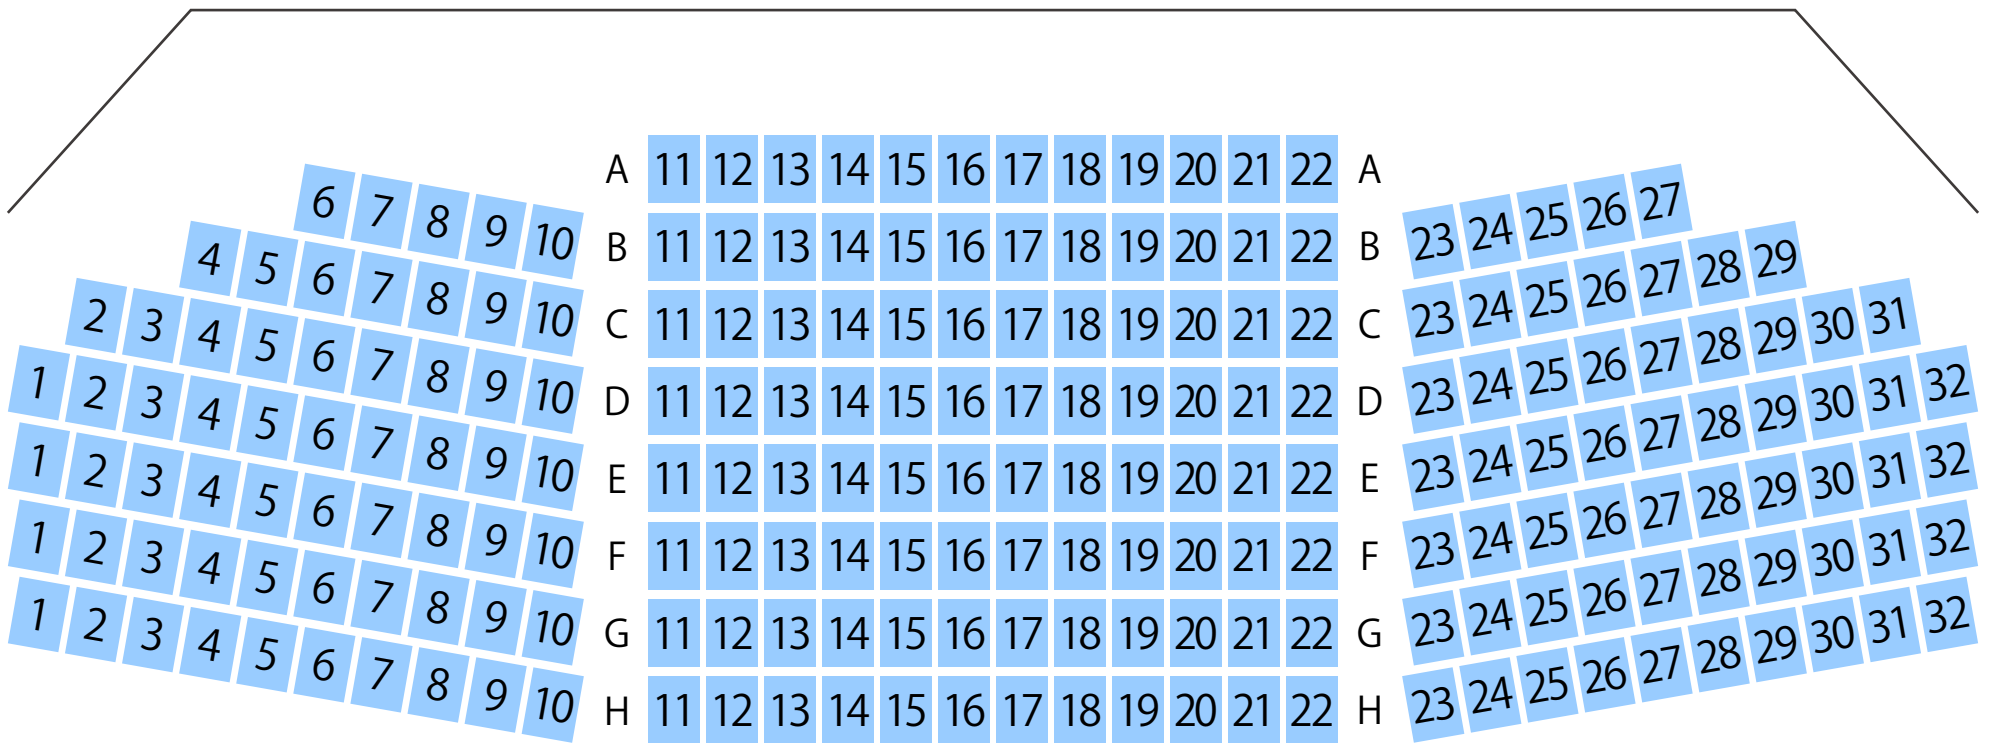 A 11 12 13 14 15 16 17 18 19 20 21 22 A
6 7 8 9 10 B 11 12 13 14 15 16 17 18 19 20 21 22 B 23 24 25 26 27
4 5 6 7 8 9 10 C 11 12 13 14 15 16 17 18 19 20 21 22 C 23 24 25 26 27 28 29
2 3 4 5 6 7 8 9 10 D 11 12 13 14 15 16 17 18 19 20 21 22 D 23 24 25 26 27 28 29 30 31
1 2 3 4 5 6 7 8 9 10 E 11 12 13 14 15 16 17 18 19 20 21 22 E 23 24 25 26 27 28 29 30 31 32
1 2 3 4 5 6 7 8 9 10 F 11 12 13 14 15 16 17 18 19 20 21 22 F 23 24 25 26 27 28 29 30 31 32
1 2 3 4 5 6 7 8 9 10 G 11 12 13 14 15 16 17 18 19 20 21 22 G 23 24 25 26 27 28 29 30 31 32
1 2 3 4 5 6 7 8 9 10 H 11 12 13 14 15 16 17 18 19 20 21 22 H 23 24 25 26 27 28 29 30 31 32